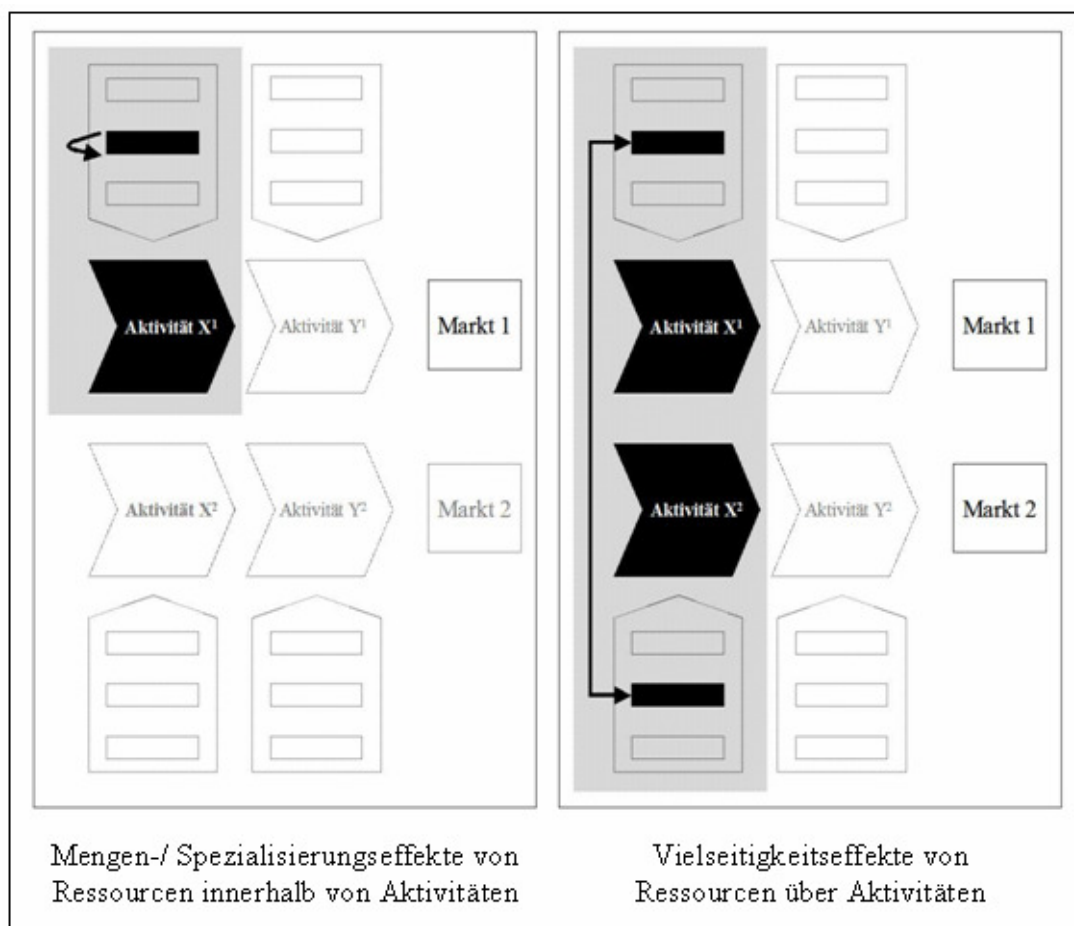 Aktivität X¹
Aktivität Y¹
Markt 1
Aktivität X²
Aktivität Y²
Markt 2
Mengen-/ Spezialisierungseffekte von
Ressourcen innerhalb von Aktivitäten
Aktivität X¹
Aktivität Y¹
Markt 1
Aktivität X²
Aktivität Y²
Markt 2
Vielseitigkeitseffekte von
Ressourcen über Aktivitäten